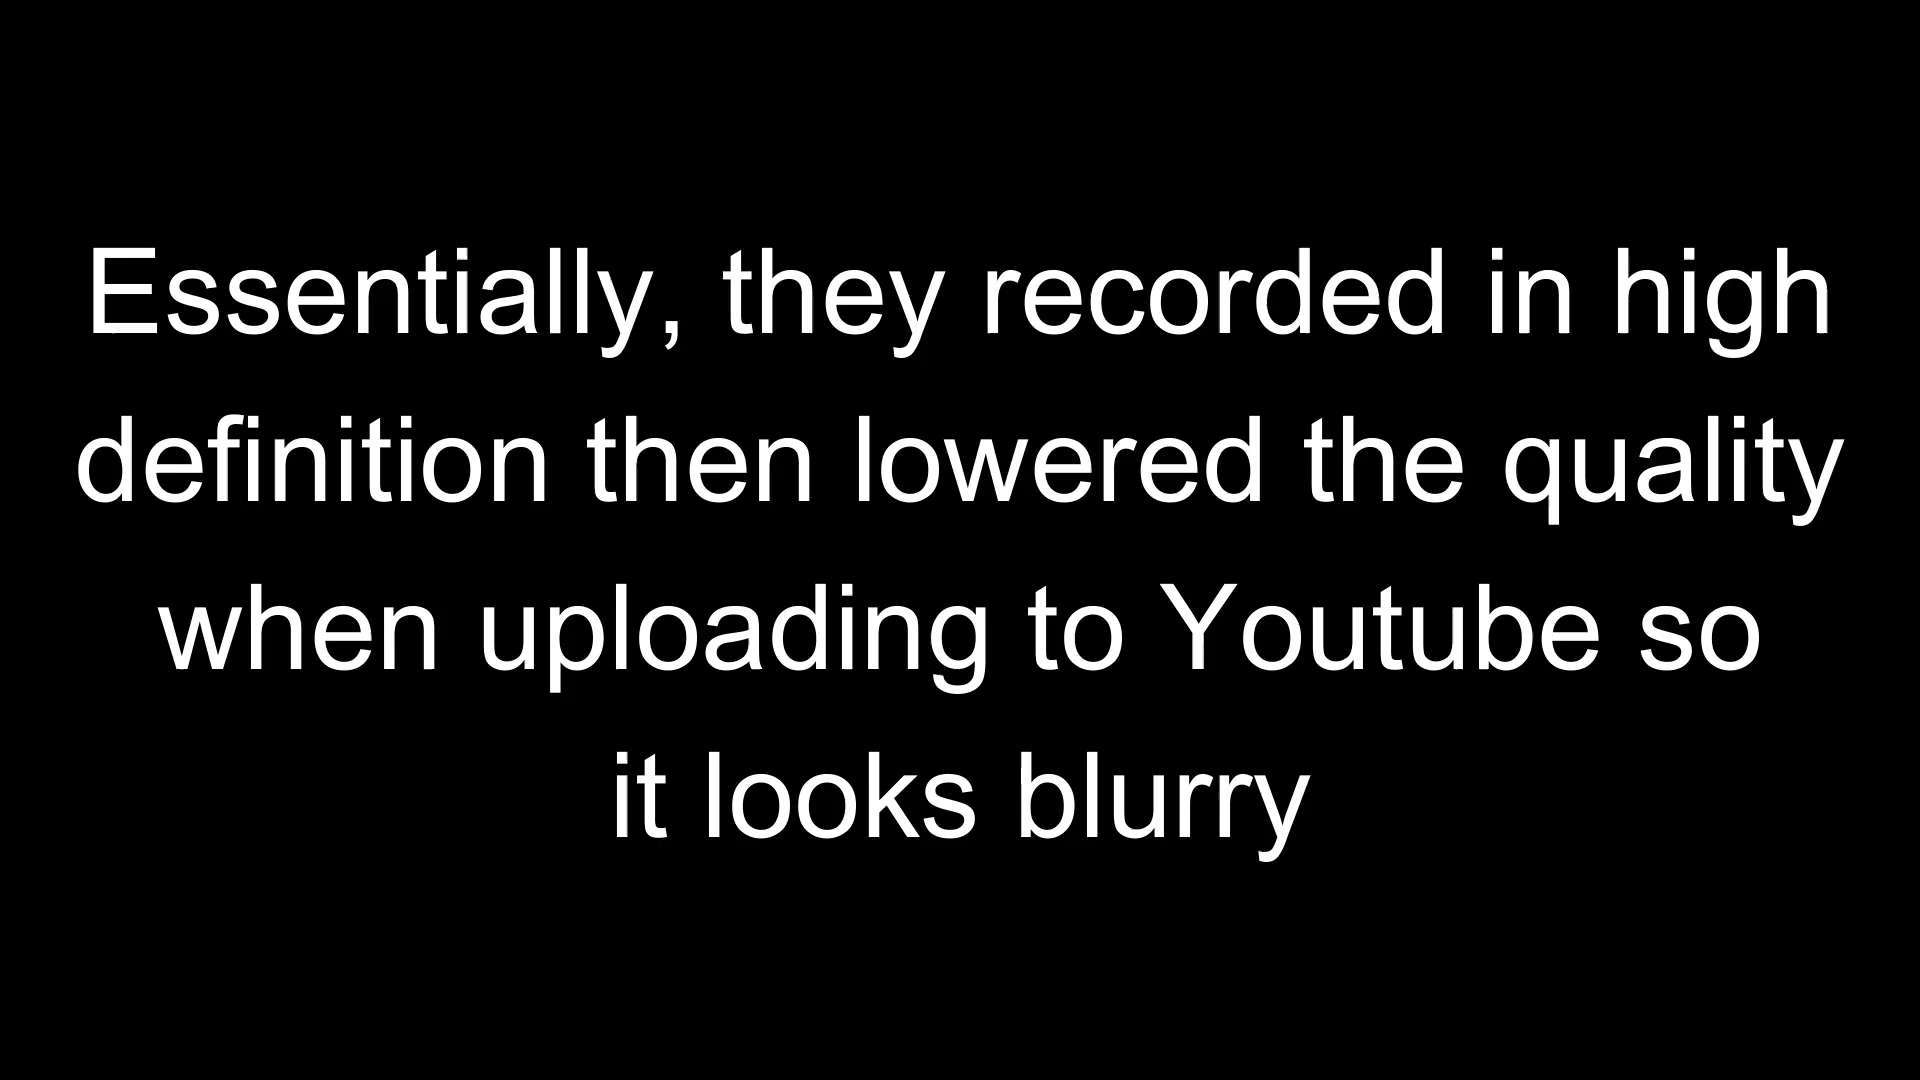 Essentially, they recorded in high
definition then lowered the quality
when uploading to Youtube so
it looks blurry